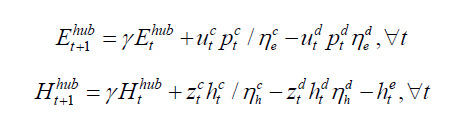 E_{t+1}^{hub} = γE_t^{hub} + u_t^c p_t^c / η_e^c − u_t^d p_t^d η_e^d , ∀t
H_{t+1}^{hub} = γH_t^{hub} + z_t^c h_t^c / η_h^c − z_t^d h_t^d η_h^d − h_t^e , ∀t